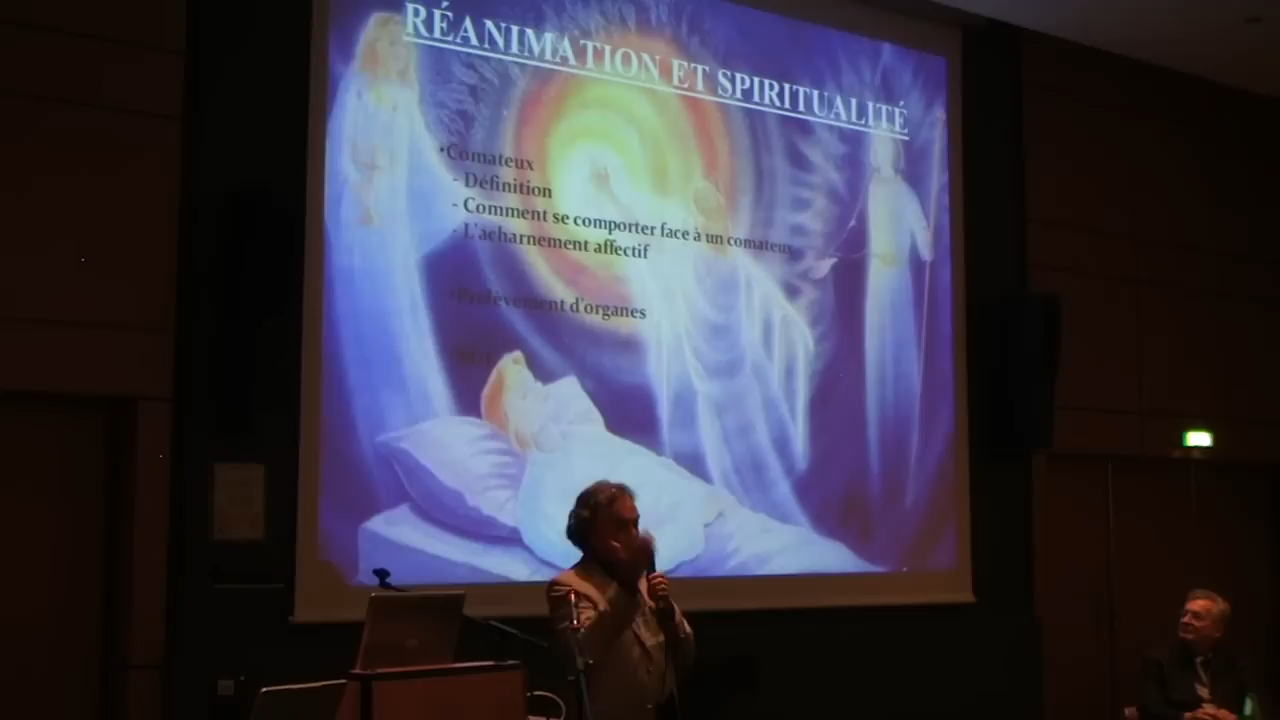 RÉANIMATION ET SPIRITUALITÉ
•Comateux
- Définition
- Comment se comporter face à un comateux
- L'acharnement affectif
•Prélèvement d'organes